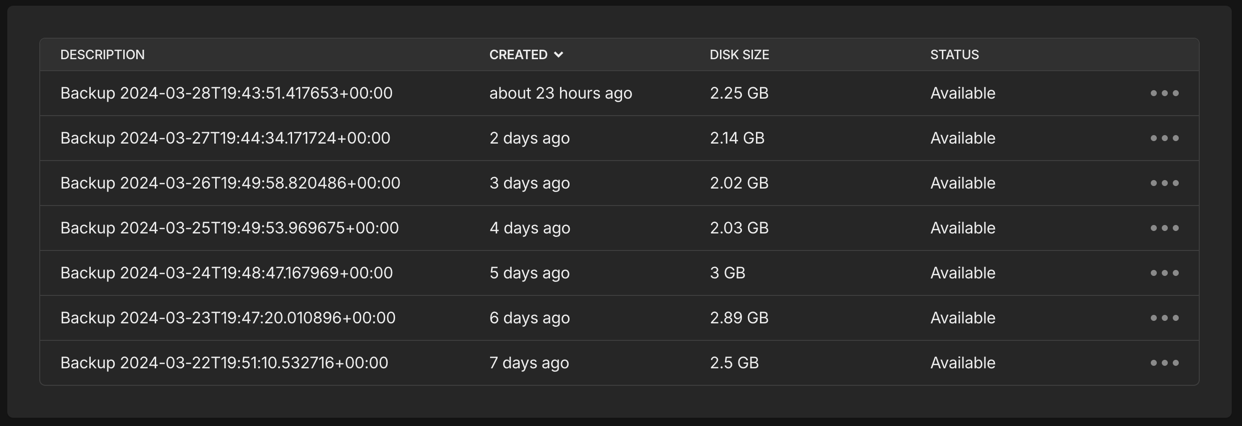 DESCRIPTION CREATED DISK SIZE STATUS
Backup 2024-03-28T19:43:51.417653+00:00 about 23 hours ago 2.25 GB Available
Backup 2024-03-27T19:44:34.171724+00:00 2 days ago 2.14 GB Available
Backup 2024-03-26T19:49:58.820486+00:00 3 days ago 2.02 GB Available
Backup 2024-03-25T19:49:53.969675+00:00 4 days ago 2.03 GB Available
Backup 2024-03-24T19:48:47.167969+00:00 5 days ago 3 GB Available
Backup 2024-03-23T19:47:20.010896+00:00 6 days ago 2.89 GB Available
Backup 2024-03-22T19:51:10.532716+00:00 7 days ago 2.5 GB Available